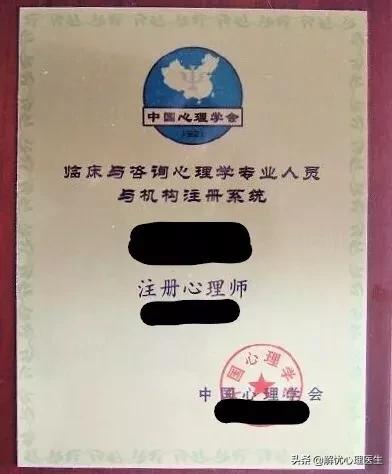 中国心理学会
1921
临床与咨询心理学专业人员
与机构注册系统
注册心理师
国心理学
中国心理学会
头条 @解忧心理医生